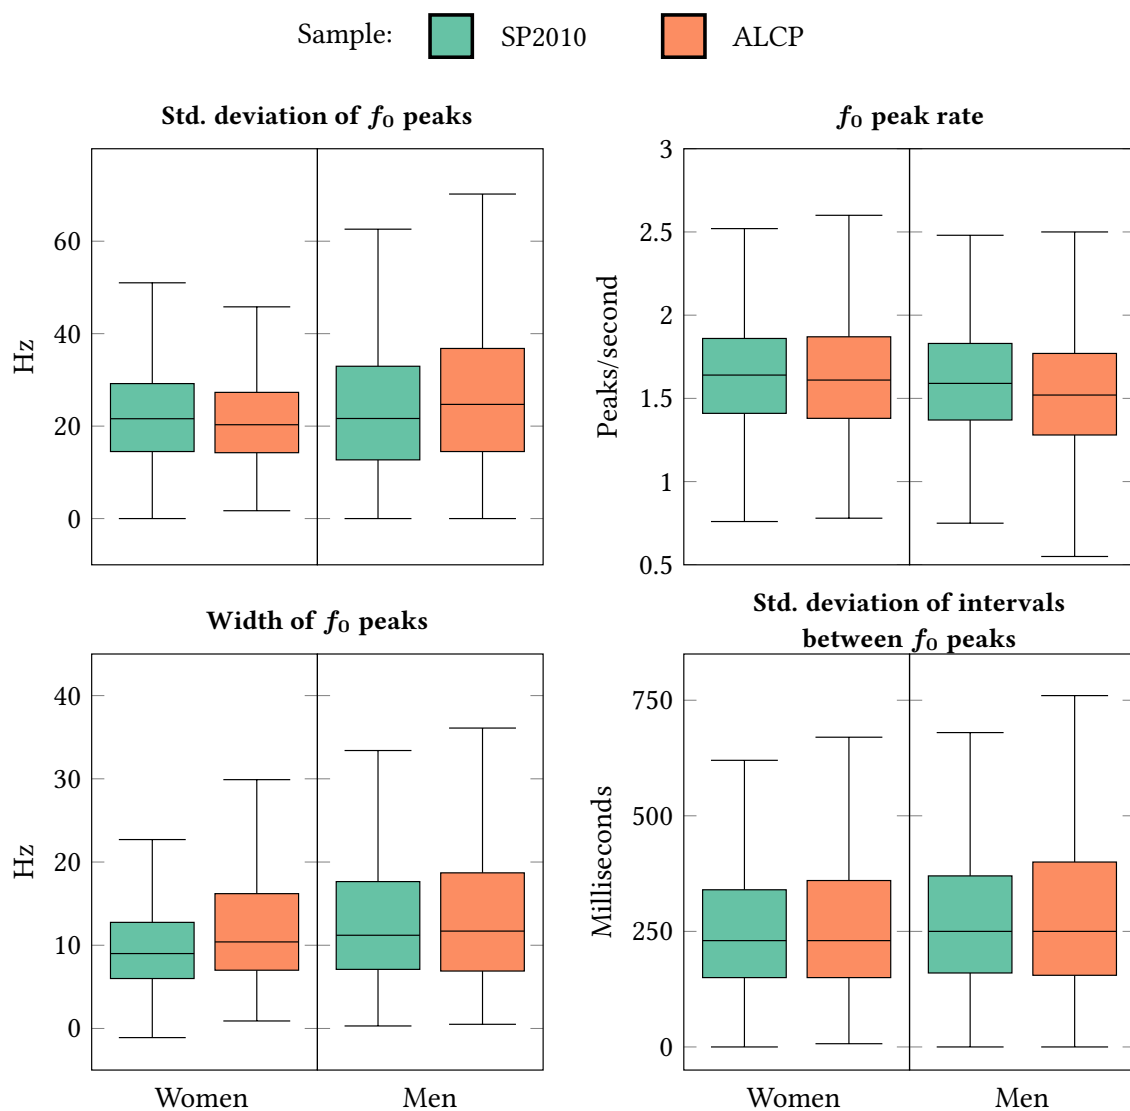 Sample: SP2010 ALCP
Std. deviation of f0 peaks
60
40
20
0
Hz
f0 peak rate
3
2.5
2
1.5
1
0.5
Peaks/second
Width of f0 peaks
40
30
20
10
0
Hz
Women Men
Std. deviation of intervals
between f0 peaks
750
500
250
0
Milliseconds
Women Men